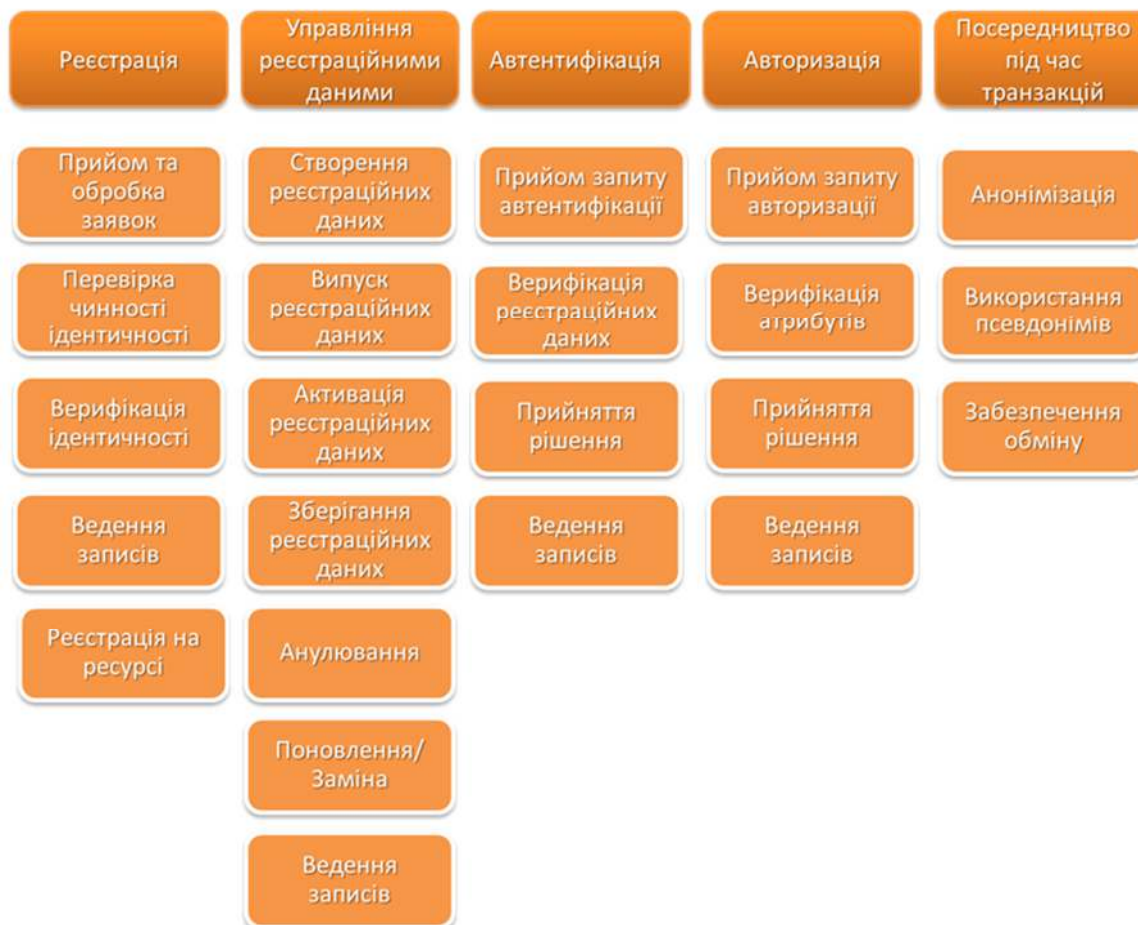 Реєстрація
Управління
реєстраційними
даними
Автентифікація
Авторизація
Посередництво
під час
транзакцій
Прийом та
обробка
заявок
Створення
реєстраційних
даних
Прийом запиту
автентифікації
Прийом запиту
авторизації
Анонімізація
Перевірка
чинності
ідентичності
Випуск
реєстраційних
даних
Верифікація
реєстраційних
даних
Верифікація
атрибутів
Використання
псевдонімів
Верифікація
ідентичності
Активація
реєстраційних
даних
Прийняття
рішення
Прийняття
рішення
Забезпечення
обміну
Ведення
записів
Зберігання
реєстраційних
даних
Ведення
записів
Ведення
записів
Реєстрація на
ресурсі
Анулювання
Поновлення/
Заміна
Ведення
записів